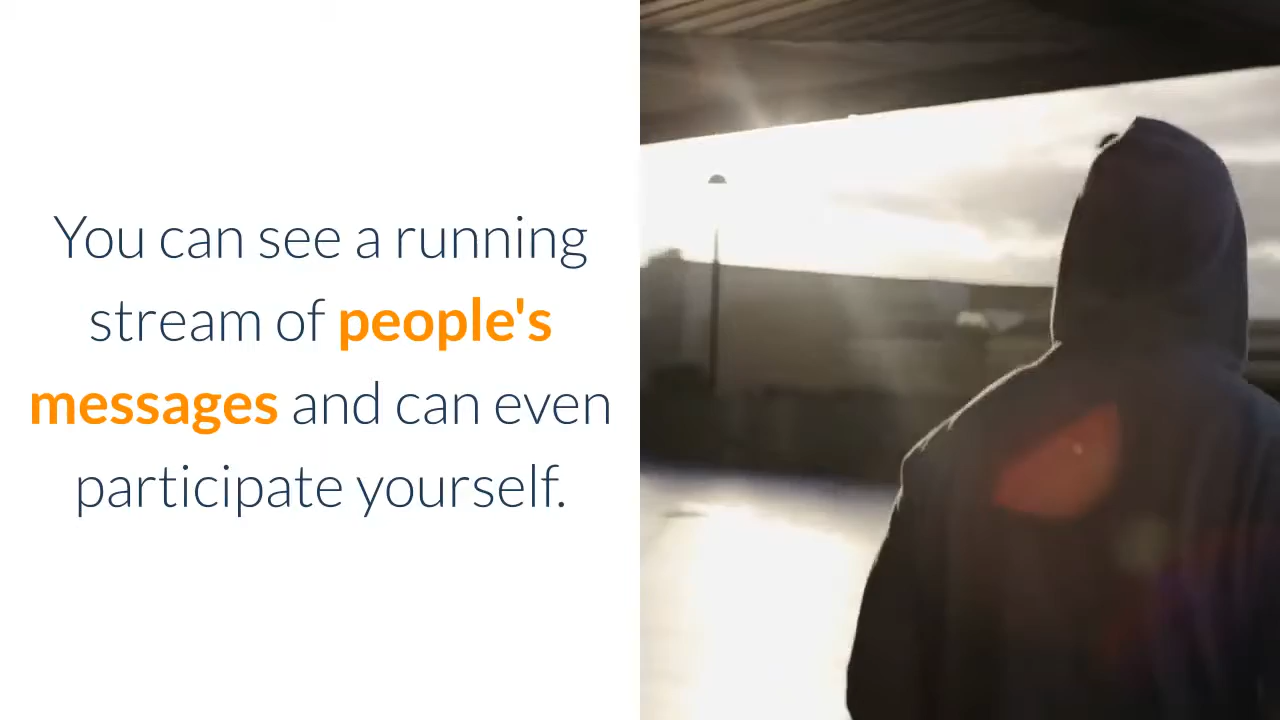 You can see a running
stream of people's
messages and can even
participate yourself.